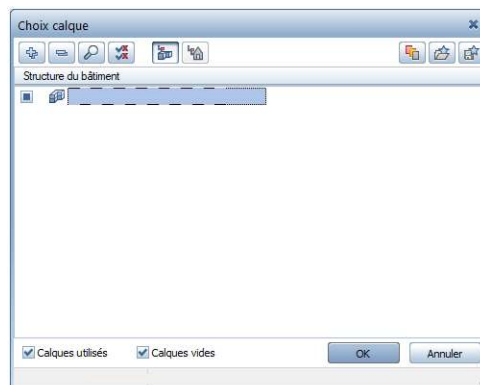 Choix calque
Structure du bâtiment
Calques utilisés
Calques vides
OK
Annuler